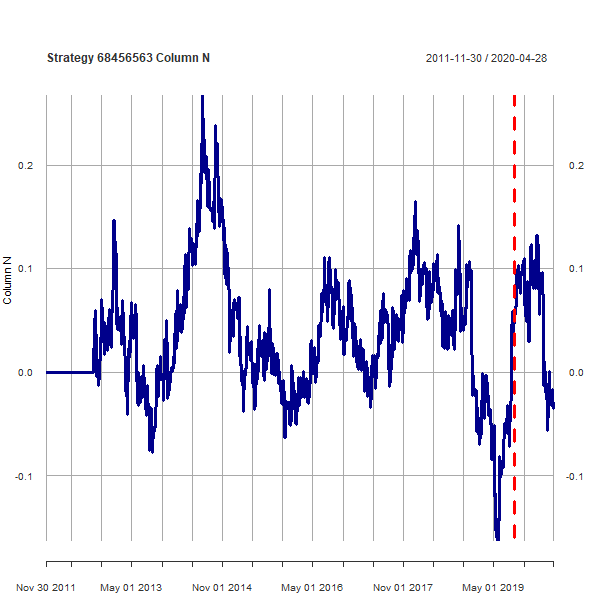 Strategy 68456563 Column N
2011-11-30 / 2020-04-28
Column N
0.2
0.1
0.0
-0.1
0.2
0.1
0.0
-0.1
Nov 30 2011
May 01 2013
Nov 01 2014
May 01 2016
Nov 01 2017
May 01 2019